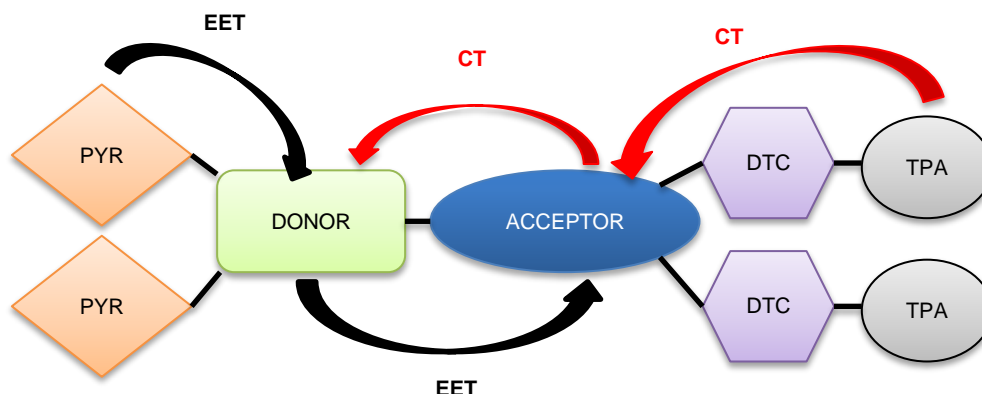 EET
CT
CT
PYR
DONOR
ACCEPTOR
DTC
TPA
PYR
DTC
TPA
EET